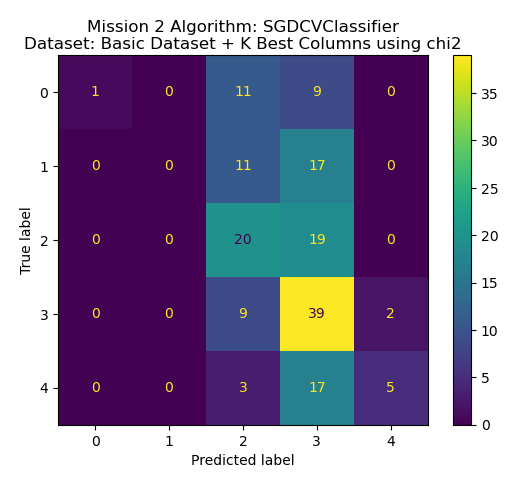 Mission 2 Algorithm: SGDCVClassifier
Dataset: Basic Dataset + K Best Columns using chi2
True label
0 1 0 11 9 0
1 0 0 11 17 0
2 0 0 20 19 0
3 0 0 9 39 2
4 0 0 3 17 5
0 1 2 3 4
Predicted label
35
30
25
20
15
10
5
0